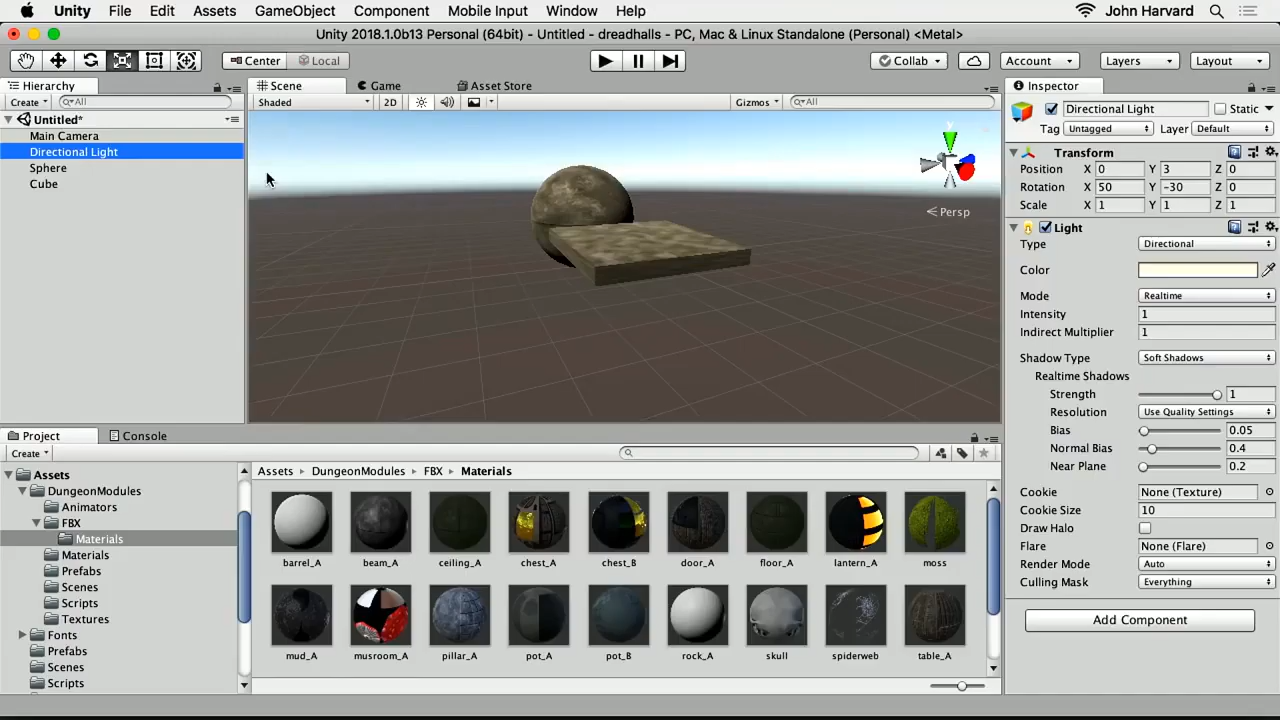 Unity File Edit Assets GameObject Component Mobile Input Window Help John Harvard
Unity 2018.1.0b13 Personal (64bit) - Untitled - dreadhalls - PC, Mac & Linux Standalone (Personal) <Metal>
Center Local Collab Account Layers Layout
Hierarchy
Create All
Untitled*
Main Camera
Directional Light
Sphere
Cube
Scene Game Asset Store
Shaded 2D Gizmos All
Persp
Inspector
Directional Light Static
Tag Untagged Layer Default
Transform
Position X 0 Y 3 Z 0
Rotation X 50 Y -30 Z 0
Scale X 1 Y 1 Z 1
Light
Type Directional
Color
Mode Realtime
Intensity 1
Indirect Multiplier 1
Shadow Type Soft Shadows
Realtime Shadows
Strength 1
Resolution Use Quality Settings
Bias 0.05
Normal Bias 0.4
Near Plane 0.2
Cookie None (Texture)
Cookie Size 10
Draw Halo
Flare None (Flare)
Render Mode Auto
Culling Mask Everything
Add Component
Project Console
Create
Assets
DungeonModules
Animators
FBX
Materials
Materials
Prefabs
Scenes
Scripts
Textures
Fonts
Prefabs
Scenes
Scripts
Assets DungeonModules FBX Materials
barrel_A beam_A ceiling_A chest_A chest_B door_A floor_A lantern_A moss
mud_A musroom_A pillar_A pot_A pot_B rock_A skull spiderweb table_A